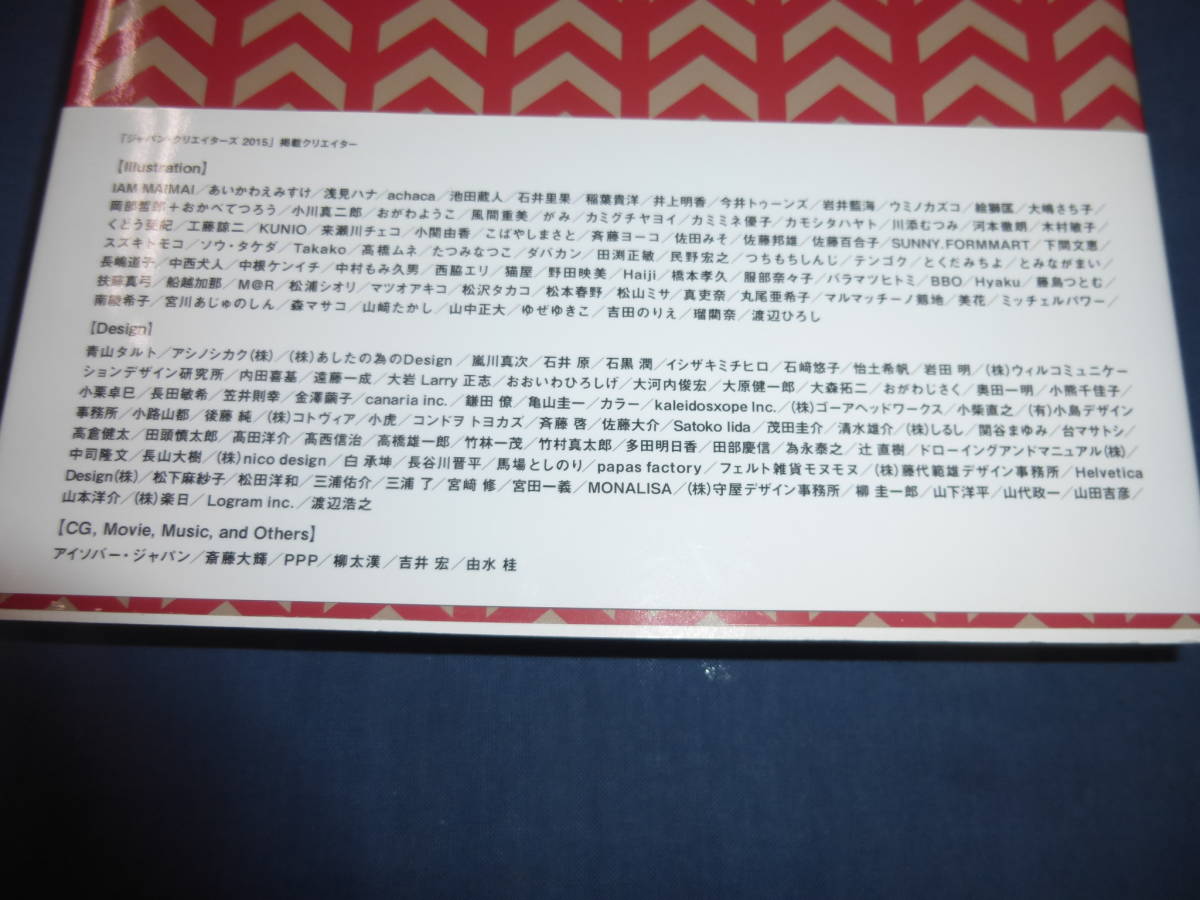 「ジャパン・クリエイターズ 2015」掲載クリエイター
【Illustration】
IAM MAIMAI／あいかわえみすけ／浅見ハナ／achaca／池田蔵人／石井里果／稲葉貴洋／井上明香／今井トゥーンズ／岩井藍海／ウミノカズコ／絵獅匡／大嶋さち子／
岡部哲郎＋おかべてつろう／小川真二郎／おがわようこ／風間重美／がみ／カミグチヤヨイ／カミミネ優子／カモシタハヤト／川添むつみ／河本徹朗／木村敏子／
くどう亜紀／工藤諒二／KUNIO／来瀬川チェコ／小関由香／こばやしまさと／斉藤ヨーコ／佐田みそ／佐藤邦雄／佐藤百合子／SUNNY.FORMMART／下間文恵／
スズキトモコ／ソウ・タケダ／Takako／高橋ムネ／たつみなつこ／ダバカン／田渕正敏／民野宏之／つちもちしんじ／テンゴク／とくだみちよ／とみながまい／
長嶋道子／中西犬人／中根ケンイチ／中村もみ久男／西脇エリ／猫屋／野田映美／Haiji／橋本孝久／服部奈々子／バラマツヒトミ／BBO／Hyaku／藤島つとむ／
扶蘇真弓／船越加那／M@R／松浦シオリ／マツオアキコ／松沢タカコ／松本春野／松山ミサ／真吏奈／丸尾亜希子／マルマッチーノ鶴地／美花／ミッチェルパワー／
南陵希子／宮川あじゅのしん／森マサコ／山﨑たかし／山中正大／ゆぜゆきこ／吉田のりえ／瑠蘭奈／渡辺ひろし
【Design】
青山タルト／アシノシカク（株）／（株）あしたの為のDesign／嵐川真次／石井 原／石黒 潤／イシザキミチヒロ／石﨑悠子／怡土希帆／岩田 明／（株）ウィルコミュニケー
ションデザイン研究所／内田喜基／遠藤一成／大岩 Larry 正志／おおいわひろしげ／大河内俊宏／大原健一郎／大森拓二／おがわじさく／奥田一明／小熊千佳子／
小栗卓巳／長田敏希／笠井則幸／金澤繭子／canaria inc.／鎌田 僚／亀山圭一／カラー／kaleidosxope Inc.／（株）ゴーアヘッドワークス／小柴直之／（有）小島デザイン
事務所／小路山都／後藤 純／（株）コトヴィア／小虎／コンドヲ トヨカズ／斉藤 啓／佐藤大介／Satoko Iida／茂田圭介／清水雄介／（株）しるし／関谷まゆみ／台マサトシ／
高倉健太／田頭慎太郎／髙田洋介／髙西信治／高橋雄一郎／竹林一茂／竹村真太郎／多田明日香／田部慶信／為永泰之／辻 直樹／ドローイングアンドマニュアル（株）／
中司隆文／長山大樹／（株）nico design／白 承坤／長谷川晋平／馬場としのり／papas factory／フェルト雑貨モヌモヌ／（株）藤代範雄デザイン事務所／Helvetica
Design（株）／松下麻紗子／松田洋和／三浦佑介／三浦 了／宮﨑 修／宮田一義／MONALISA／（株）守屋デザイン事務所／柳 圭一郎／山下洋平／山代政一／山田吉彦／
山本洋介／（株）楽日／Logram inc.／渡辺浩之
【CG, Movie, Music, and Others】
アイソバー・ジャパン／斎藤大輝／PPP／柳太漢／吉井 宏／由水 桂